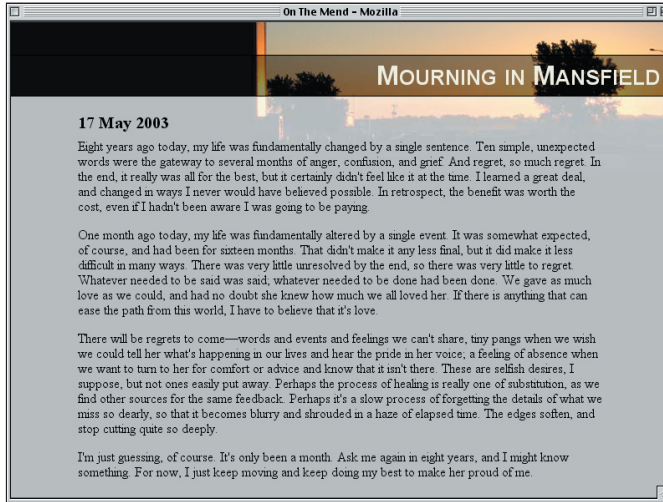 On The Mend – Mozilla
MOURNING IN MANSFIELD
17 May 2003
Eight years ago today, my life was fundamentally changed by a single sentence. Ten simple, unexpected
words were the gateway to several months of anger, confusion, and grief. And regret, so much regret. In
the end, it really was all for the best, but it certainly didn't feel like it at the time. I learned a great deal,
and changed in ways I never would have believed possible. In retrospect, the benefit was worth the
cost, even if I hadn't been aware I was going to be paying.
One month ago today, my life was fundamentally altered by a single event. It was somewhat expected,
of course, and had been for sixteen months. That didn't make it any less final, but it did make it less
difficult in many ways. There was very little unresolved by the end, so there was very little to regret.
Whatever needed to be said was said; whatever needed to be done had been done. We gave as much
love as we could, and had no doubt she knew how much we all loved her. If there is anything that can
ease the path from this world, I have to believe that it's love.
There will be regrets to come—words and events and feelings we can't share, tiny pangs when we wish
we could tell her what's happening in our lives and hear the pride in her voice; a feeling of absence when
we want to turn to her for comfort or advice and know that it isn't there. These are selfish desires, I
suppose, but not ones easily put away. Perhaps the process of healing is really one of substitution, as we
find other sources for the same feedback. Perhaps it's a slow process of forgetting the details of what we
miss so dearly, so that it becomes blurry and shrouded in a haze of elapsed time. The edges soften, and
stop cutting quite so deeply.
I'm just guessing, of course. It's only been a month. Ask me again in eight years, and I might know
something. For now, I just keep moving and keep doing my best to make her proud of me.